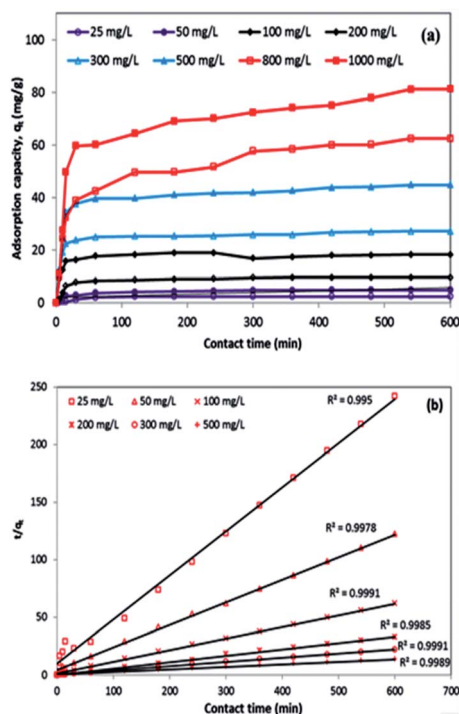 25 mg/L 50 mg/L 100 mg/L 200 mg/L
300 mg/L 500 mg/L 800 mg/L 1000 mg/L
(a)
100
80
60
40
20
0
Adsorption capacity, qt (mg/g)
0 100 200 300 400 500 600
Contact time (min)
250
200
150
100
50
0
t/qt
25 mg/L 50 mg/L 100 mg/L
200 mg/L 300 mg/L 500 mg/L
(b)
R² = 0.995
R² = 0.9978
R² = 0.9991
R² = 0.9985
R² = 0.9991
R² = 0.9989
0 100 200 300 400 500 600 700
Contact time (min)